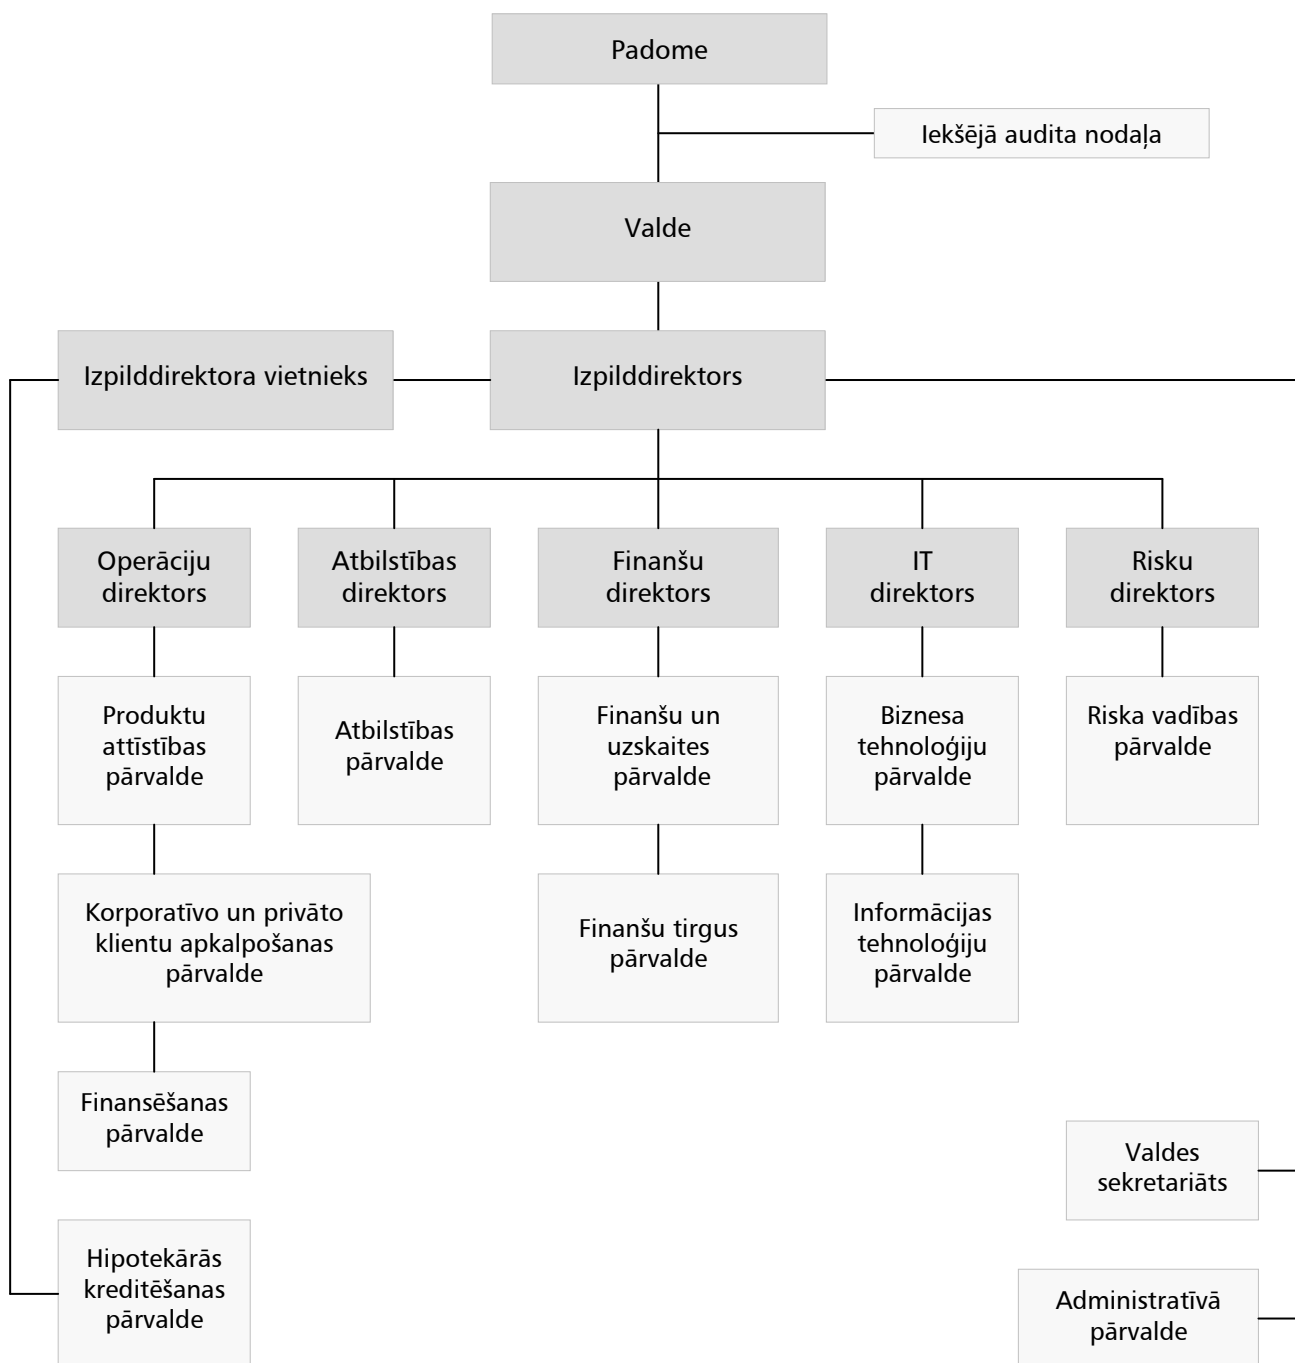 Padome
Iekšējā audita nodaļa
Valde
Izpilddirektora vietnieks
Izpilddirektors
Operāciju
direktors
Atbilstības
direktors
Finanšu
direktors
IT
direktors
Risku
direktors
Produktu
attīstības
pārvalde
Atbilstības
pārvalde
Finanšu un
uzskaites
pārvalde
Biznesa
tehnoloģiju
pārvalde
Riska vadības
pārvalde
Korporatīvo un privāto
klientu apkalpošanas
pārvalde
Finanšu tirgus
pārvalde
Informācijas
tehnoloģiju
pārvalde
Finansēšanas
pārvalde
Valdes
sekretariāts
Hipotekārās
kreditēšanas
pārvalde
Administratīvā
pārvalde